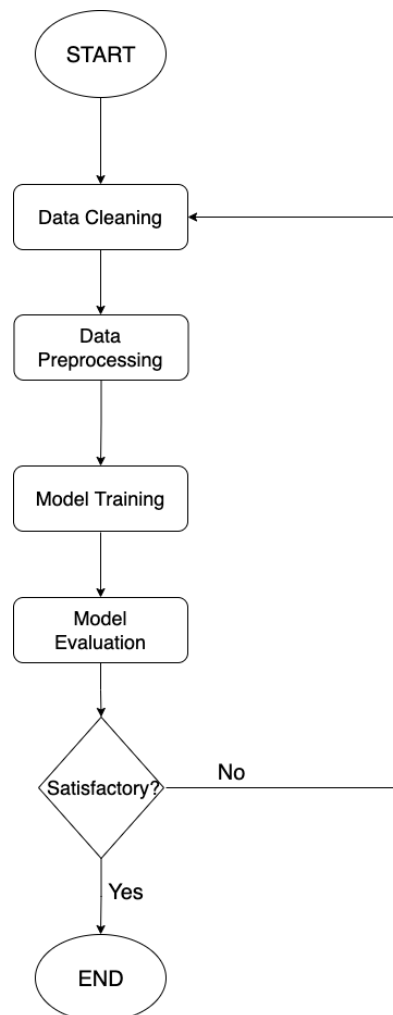 START
Data Cleaning
Data
Preprocessing
Model Training
Model
Evaluation
Satisfactory?
No
Yes
END